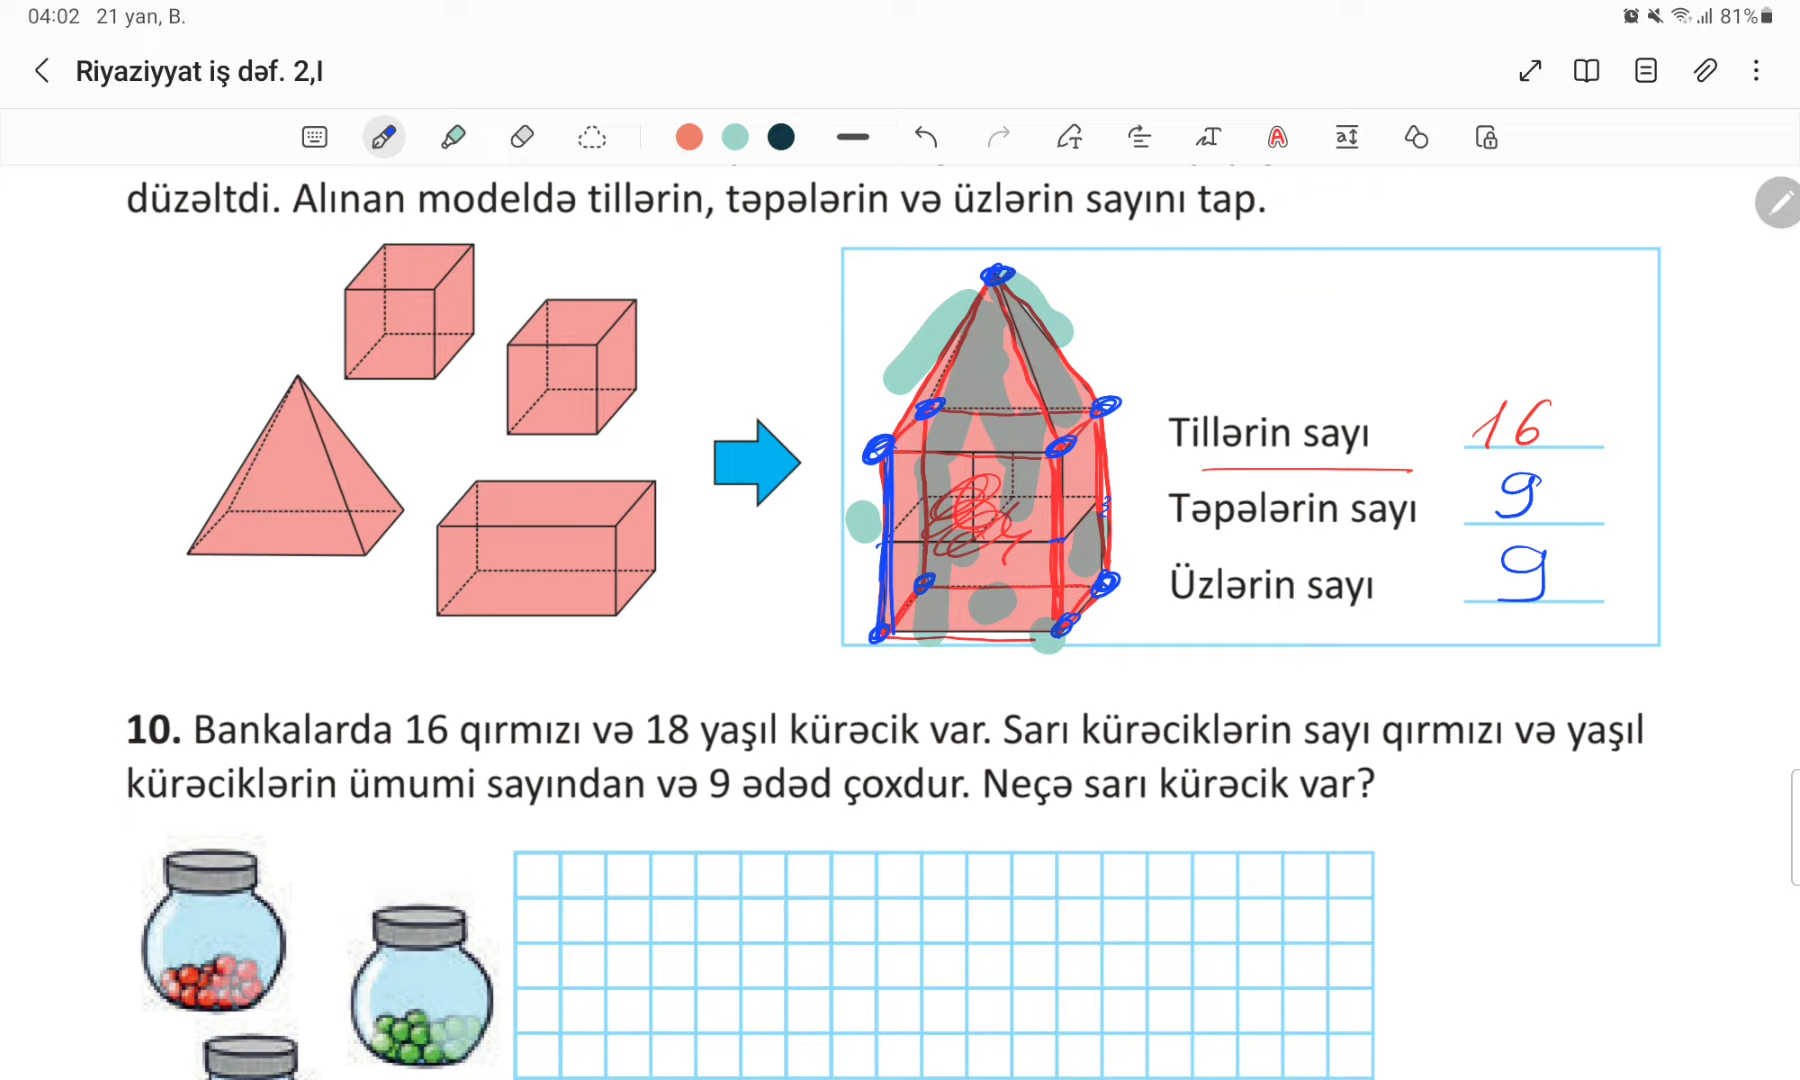 04:02 21 yan, B.
81%
Riyaziyyat iş dəf. 2,I
düzəltdi. Alınan modeldə tillərin, təpələrin və üzlərin sayını tap.
Tillərin sayı 16
Təpələrin sayı 9
Üzlərin sayı 9
10. Bankalarda 16 qırmızı və 18 yaşıl kürəcik var. Sarı kürəciklərin sayı qırmızı və yaşıl
kürəciklərin ümumi sayından və 9 ədəd çoxdur. Neçə sarı kürəcik var?